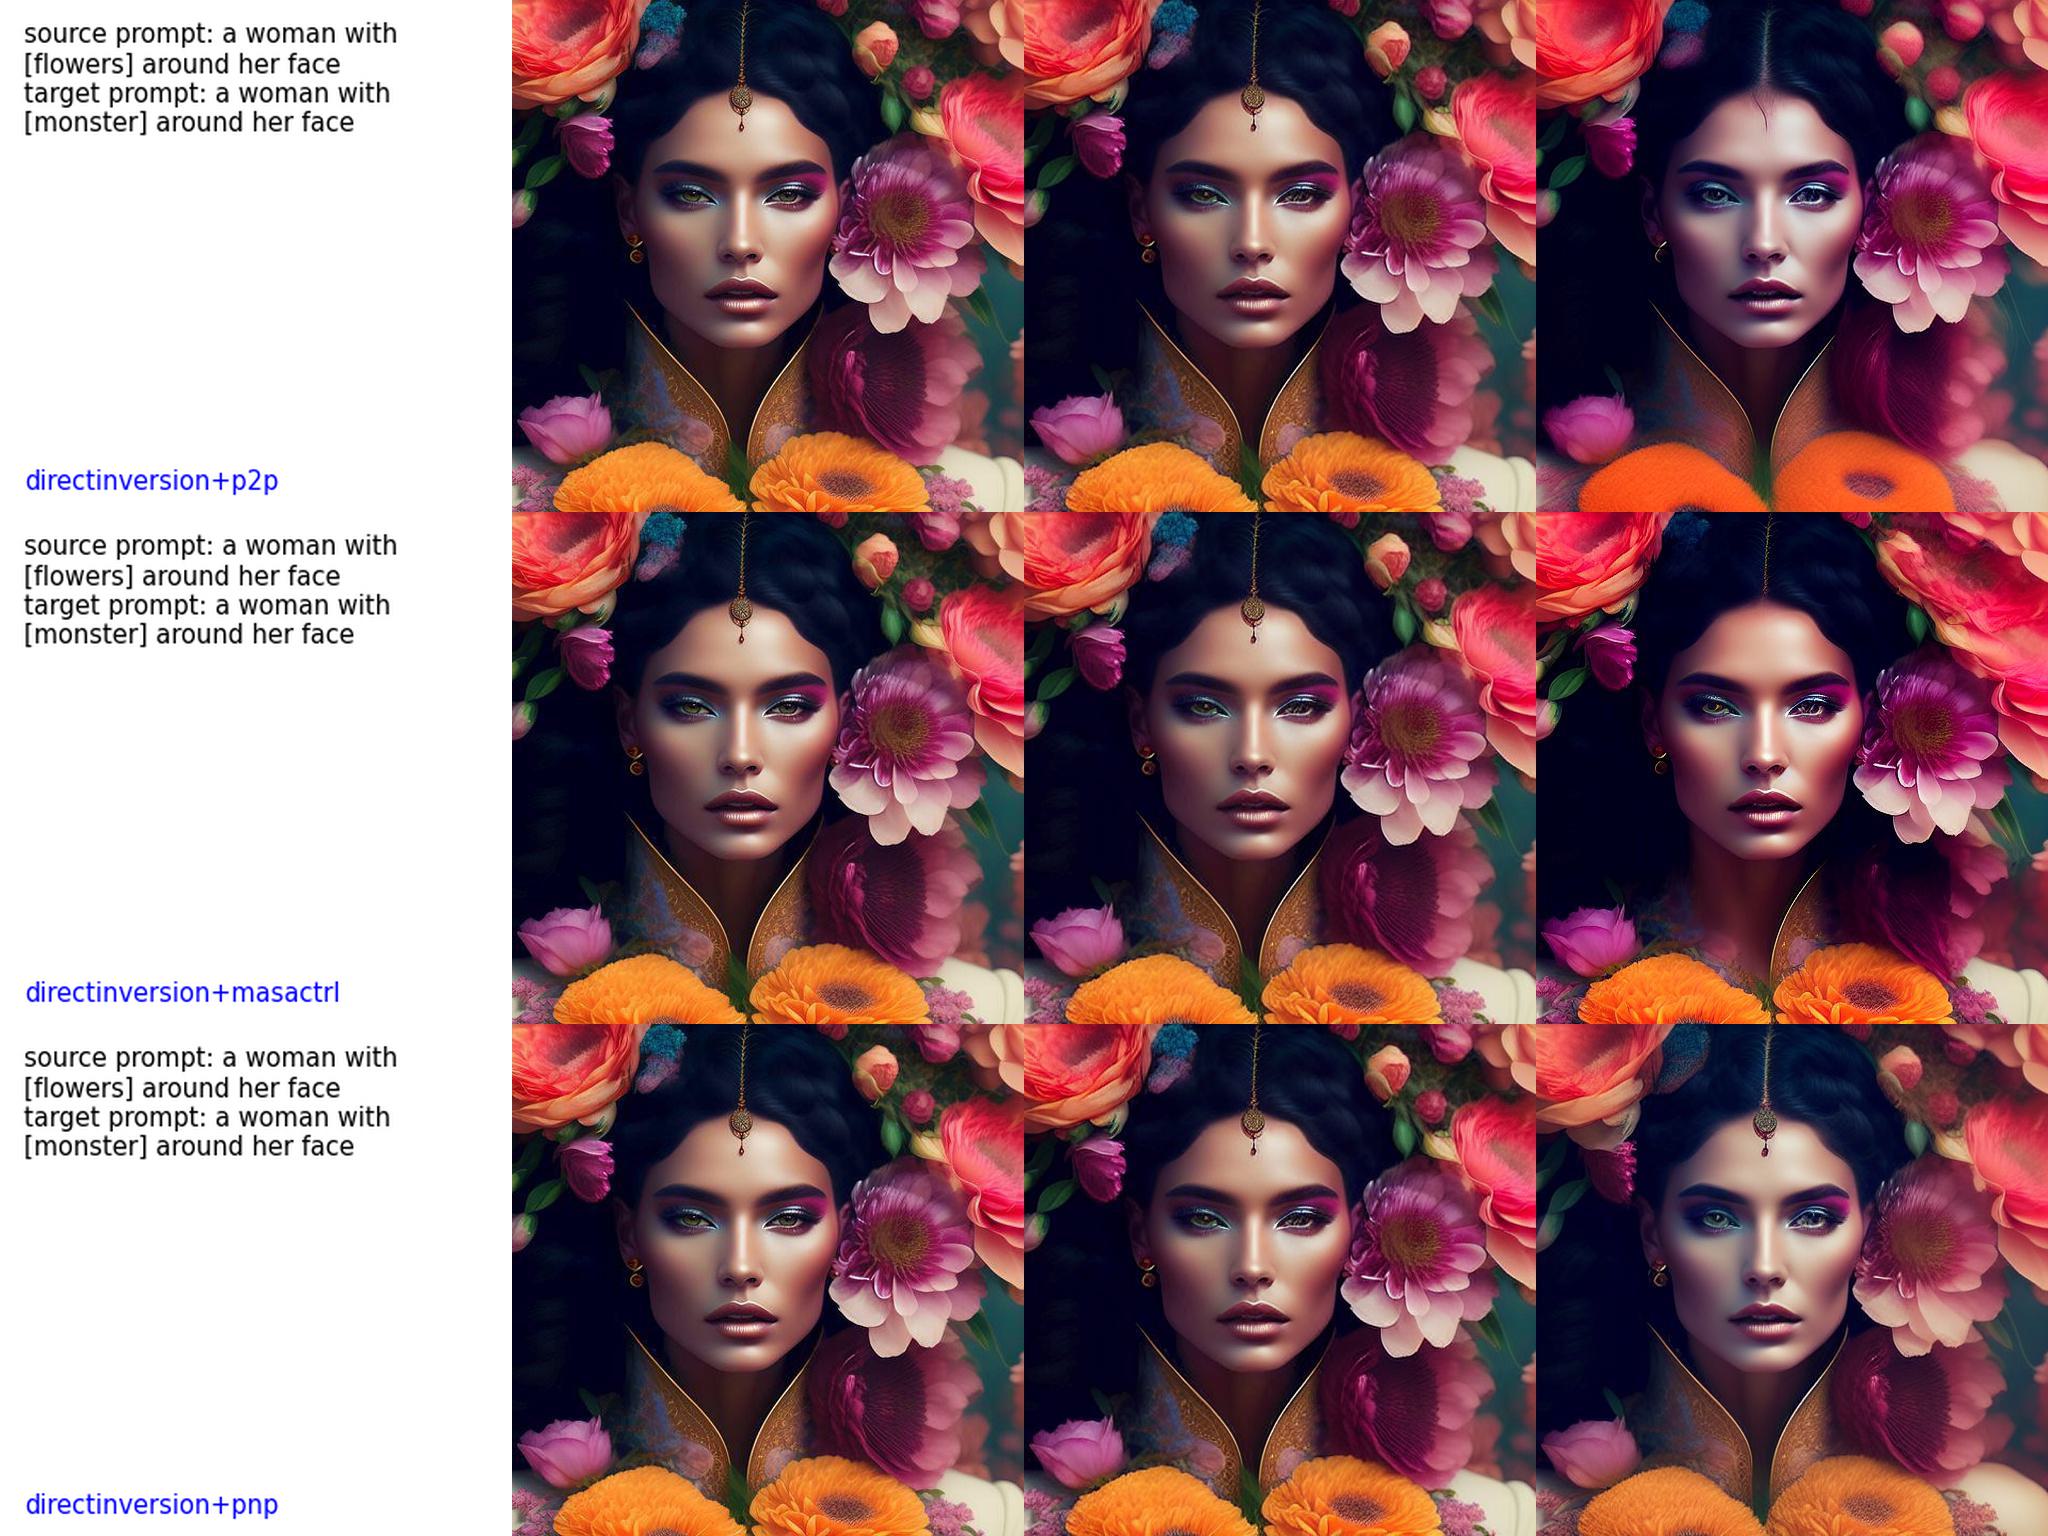 source prompt: a woman with
[flowers] around her face
target prompt: a woman with
[monster] around her face
directinversion+p2p
source prompt: a woman with
[flowers] around her face
target prompt: a woman with
[monster] around her face
directinversion+masactrl
source prompt: a woman with
[flowers] around her face
target prompt: a woman with
[monster] around her face
directinversion+pnp